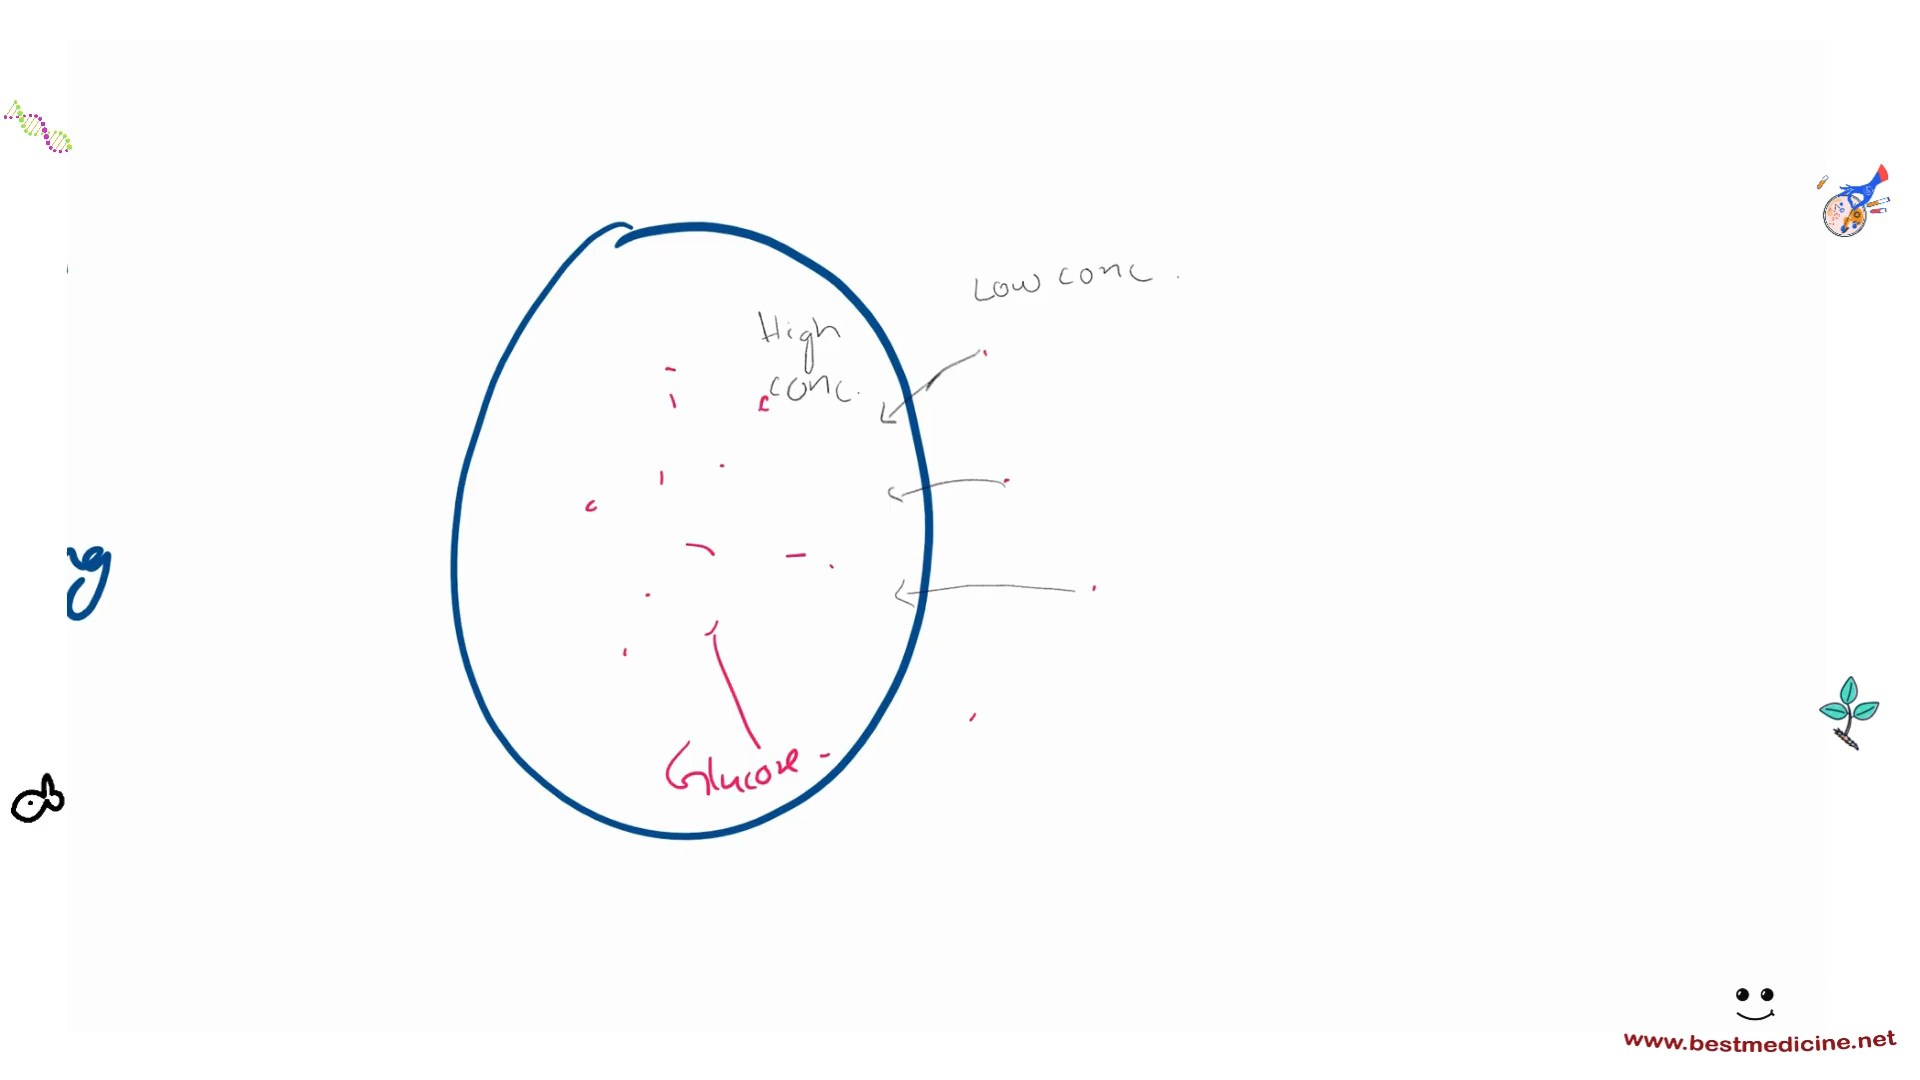 Low conc.
High
conc.
Glucose
www.bestmedicine.net